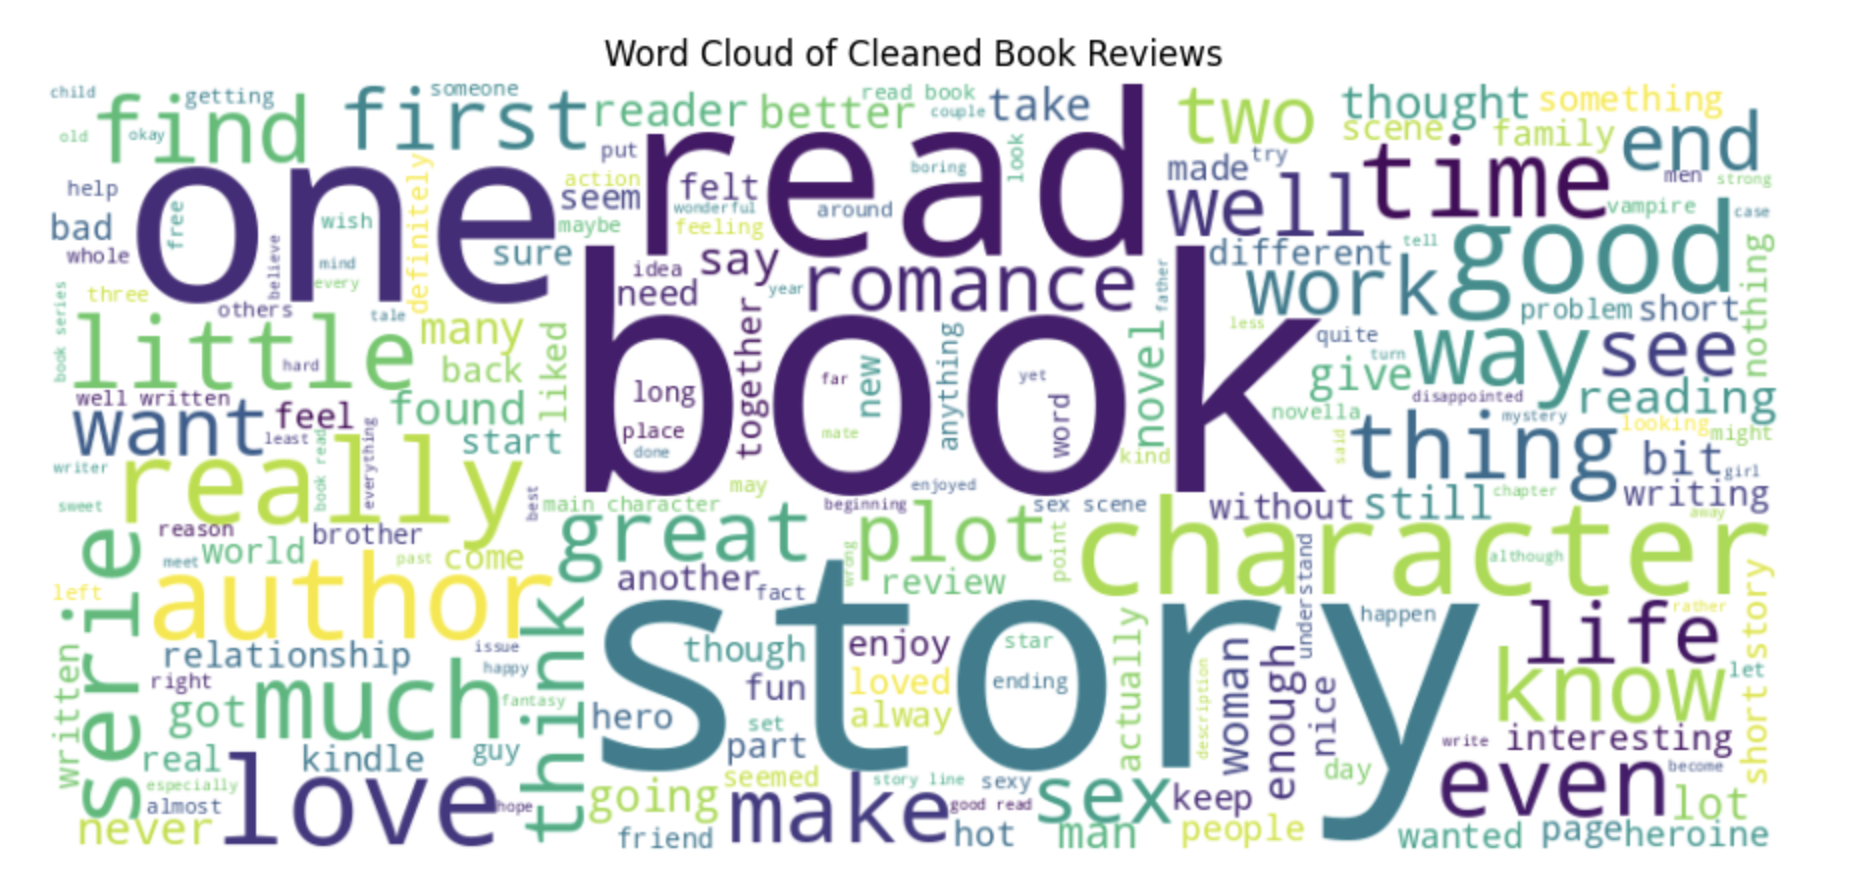 Word Cloud of Cleaned Book Reviews
child
getting
someone
read book
find
first
reader
better
couple
take
two
thought
something
old
okay
scene
family
end
put
read
look
boring
made
try
time
men
strong
help
one
definitely
action
seem
felt
wonderful
feeling
around
well
vampire
case
bad
free
wish
maybe
whole
believe
mind
every
sure
say
idea
need
year
romance
father
different
tell
work
good
nothing
three
others
tale
book series
little
many
liked
together
book
anything
novel
less
problem
short
quite
hard
back
long
far
new
yet
turn
give
way
see
well written
feel
found
place
mate
word
novella
disappointed
reading
want
least
start
done
kind
said
thing
mystery
looking
might
writer
really
book read
everything
may
enjoyed
bit
girl
sweet
best
main character
beginning
sex scene
without
still
chapter
writing
reason
brother
great
plot
point
character
away
serie
meet
world
past
come
another
wrong
review
although
left
author
fact
understand
story
happen
life
rather
short story
written
relationship
issue
think
though
enjoy
star
actually
woman
enough
right
happy
fun
loved
ending
description
nice
know
let
got
much
fantasy
hero
set
alway
real
kindle
guy
part
write
interesting
especially
seemed
story line
sexy
sex
day
even
become
almost
love
hope
going
make
good read
keep
lot
never
friend
hot
man
people
wanted
page
heroine